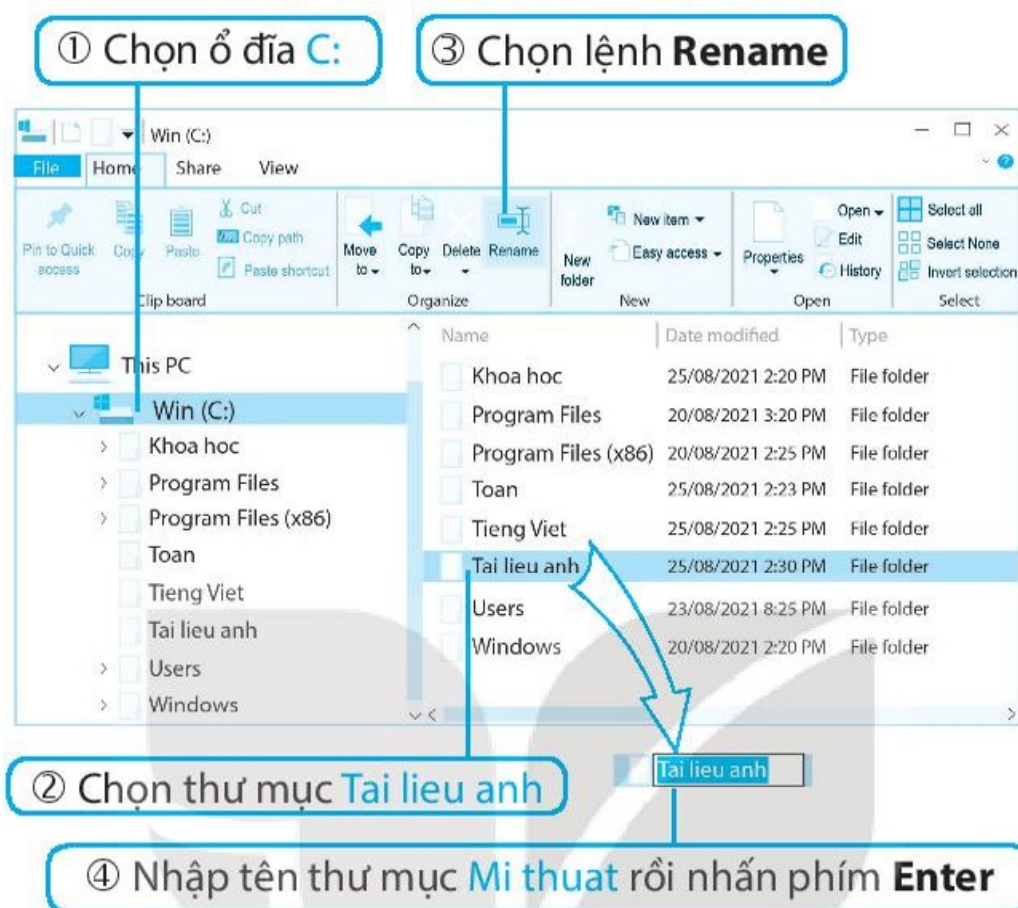 ① Chọn ổ đĩa C:
③ Chọn lệnh Rename
Win (C:)
File Home Share View
Pin to Quick access
Copy
Paste
Cut
Copy path
Paste shortcut
Clip board
Move to
Copy to
Delete
Rename
Organize
New folder
New item
Easy access
New
Properties
Open
Edit
History
Open
Select all
Select None
Invert selection
Select
This PC
Win (C:)
Khoa hoc
Program Files
Program Files (x86)
Toan
Tieng Viet
Tai lieu anh
Users
Windows
Name Date modified Type
Khoa hoc 25/08/2021 2:20 PM File folder
Program Files 20/08/2021 3:20 PM File folder
Program Files (x86) 20/08/2021 2:25 PM File folder
Toan 25/08/2021 2:23 PM File folder
Tieng Viet 25/08/2021 2:25 PM File folder
Tai lieu anh 25/08/2021 2:30 PM File folder
Users 23/08/2021 8:25 PM File folder
Windows 20/08/2021 2:20 PM File folder
② Chọn thư mục Tai lieu anh
Tai lieu anh
④ Nhập tên thư mục Mi thuat rồi nhấn phím Enter